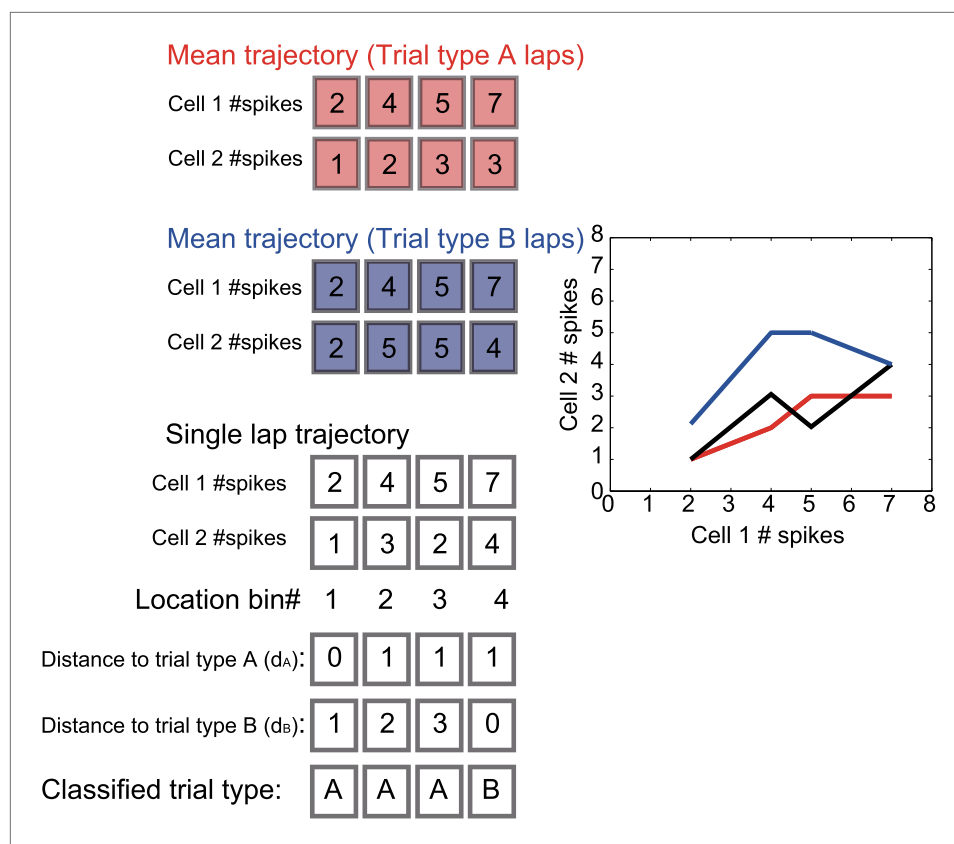 Mean trajectory (Trial type A laps)
Cell 1 #spikes 2 4 5 7
Cell 2 #spikes 1 2 3 3
Mean trajectory (Trial type B laps)
Cell 1 #spikes 2 4 5 7
Cell 2 #spikes 2 5 5 4
Single lap trajectory
Cell 1 #spikes 2 4 5 7
Cell 2 #spikes 1 3 2 4
Location bin# 1 2 3 4
Distance to trial type A (dA): 0 1 1 1
Distance to trial type B (dB): 1 2 3 0
Classified trial type: A A A B
Cell 2 # spikes
8
7
6
5
4
3
2
1
0
0 1 2 3 4 5 6 7 8
Cell 1 # spikes